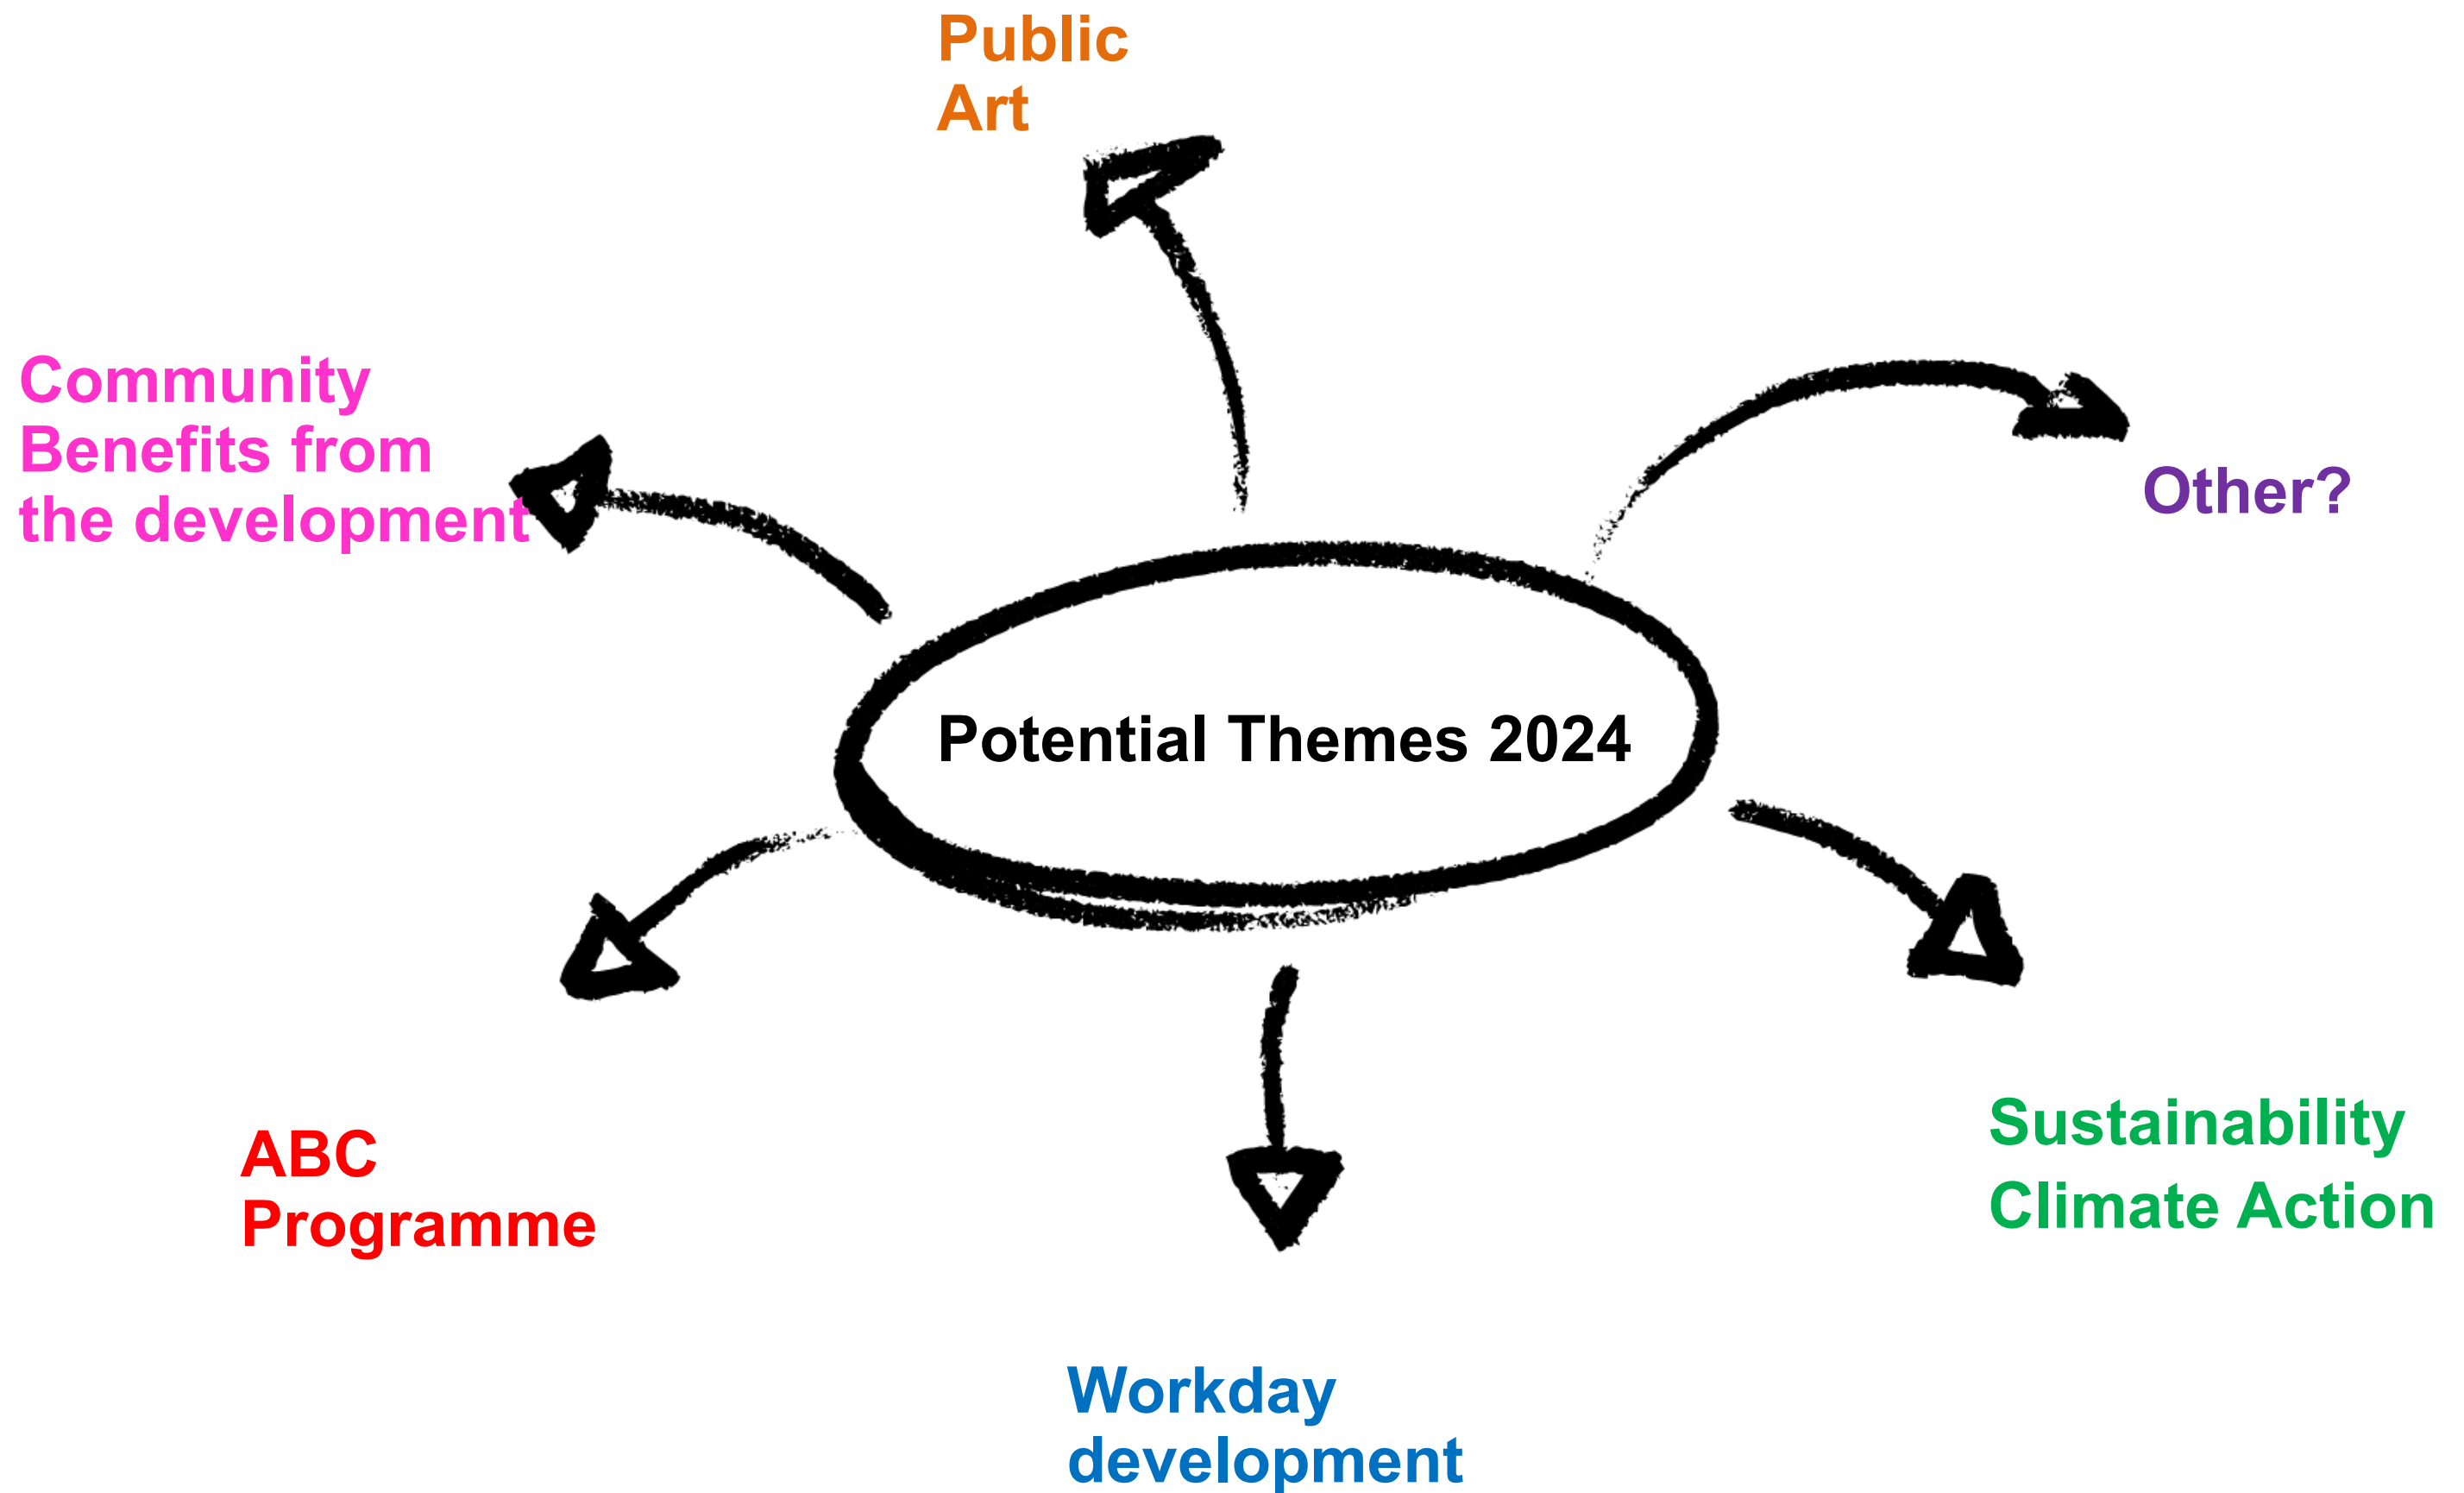 Public
Art
Community
Benefits from
the development
Other?
Potential Themes 2024
ABC
Programme
Sustainability
Climate Action
Workday
development